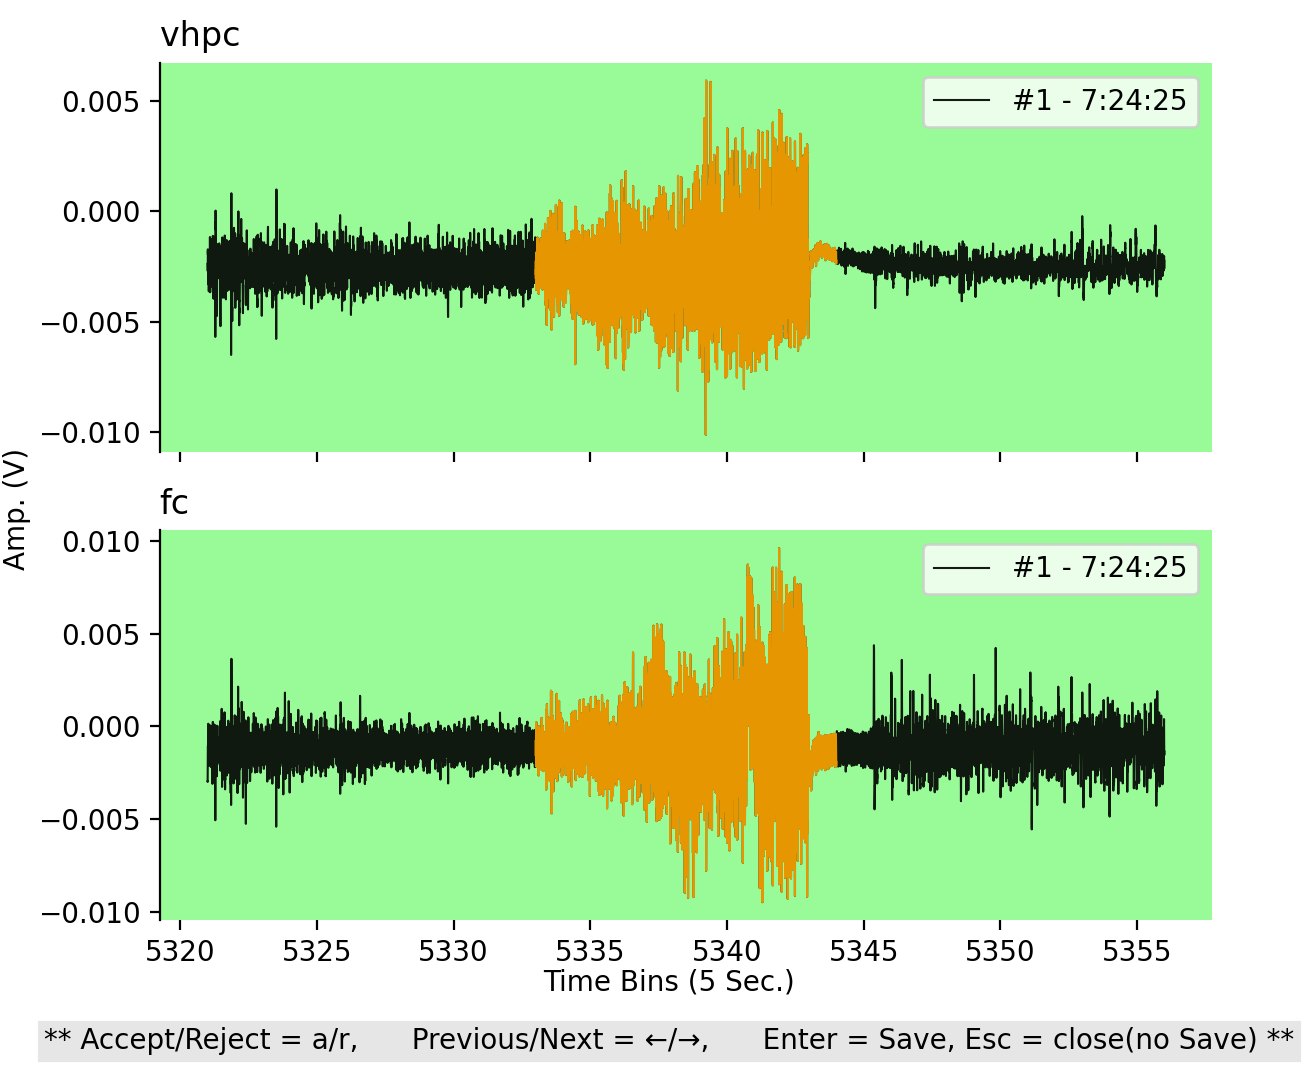 vhpc
#1 - 7:24:25
0.005
0.000
−0.005
−0.010
Amp. (V)
fc
#1 - 7:24:25
0.010
0.005
0.000
−0.005
−0.010
5320 5325 5330 5335 5340 5345 5350 5355
Time Bins (5 Sec.)
** Accept/Reject = a/r, Previous/Next = ←/→, Enter = Save, Esc = close(no Save) **